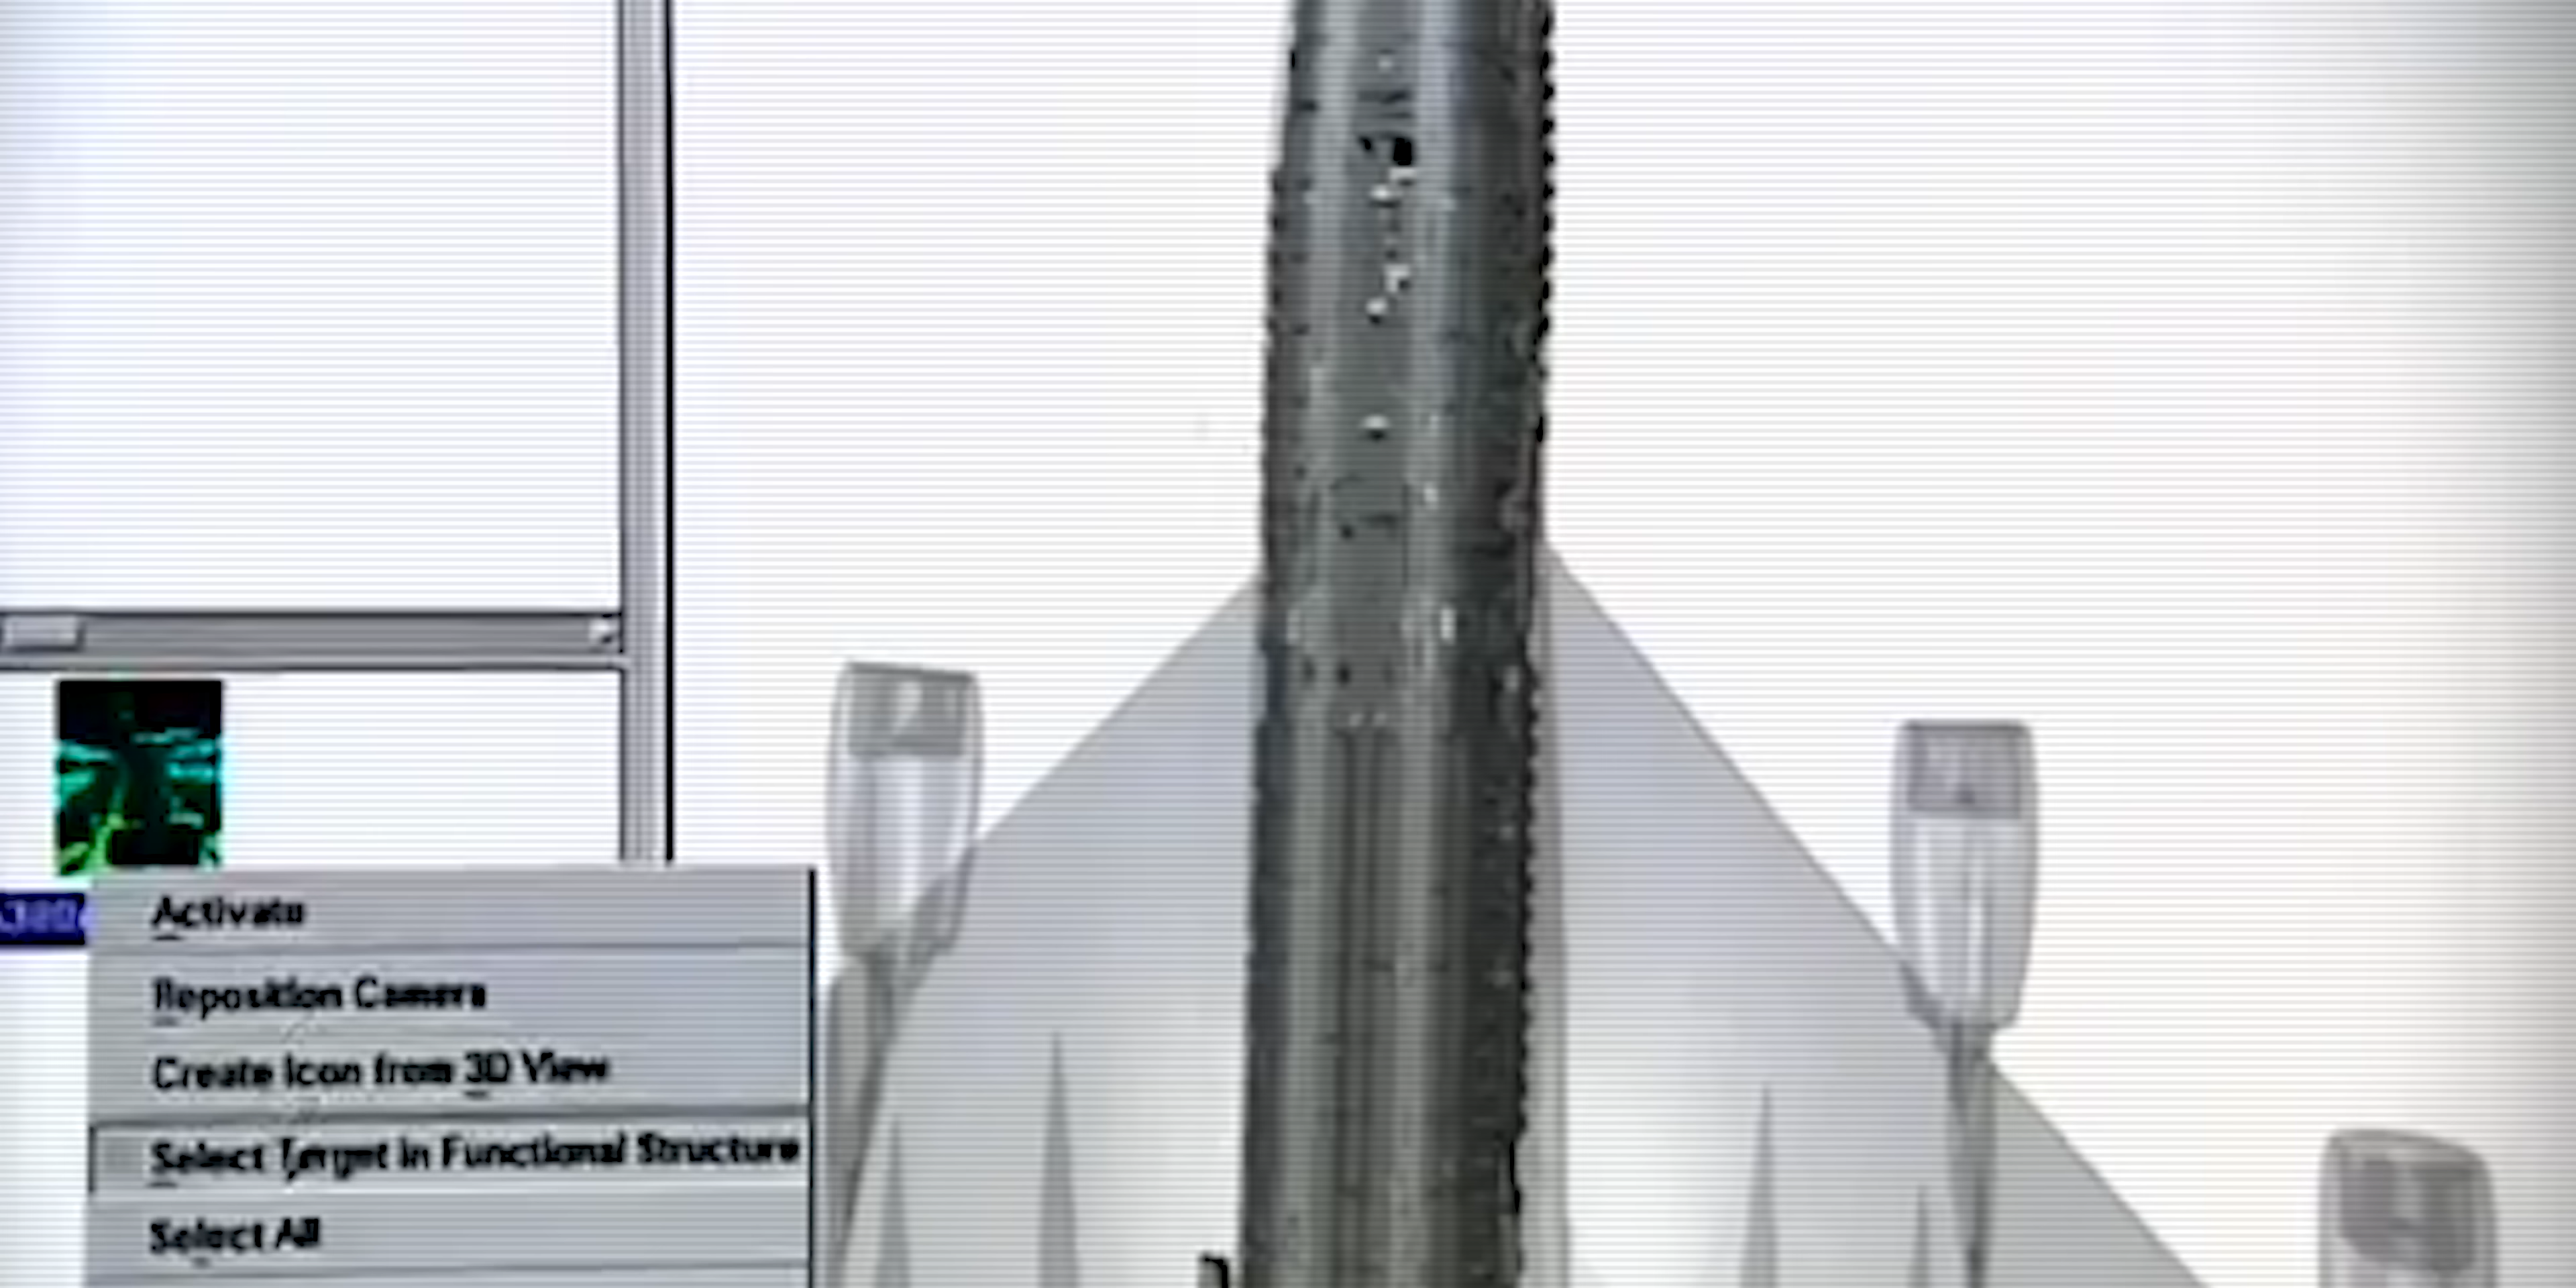 Activate
Reposition Camera
Create Icon from 3D View
Select Target in Functional Structure
Select All